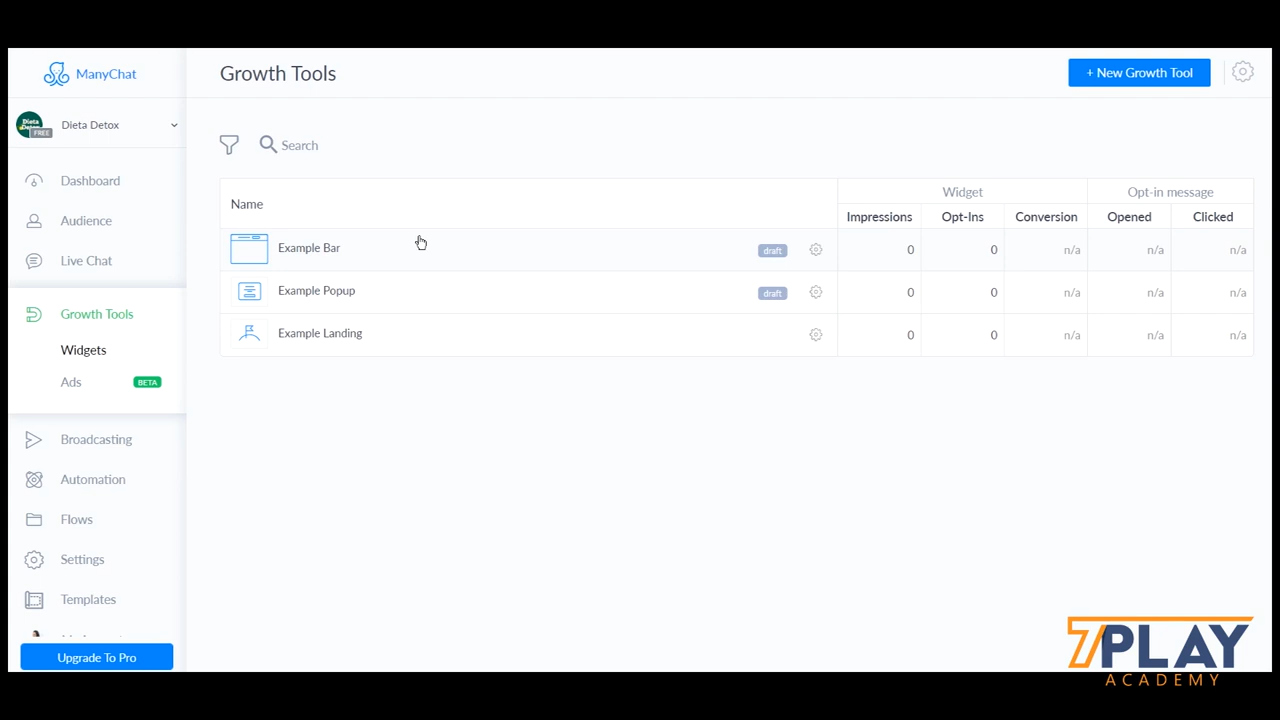 ManyChat
Growth Tools
+ New Growth Tool
Dieta Detox
FREE
Dieta Detox
Search
Dashboard
Audience
Live Chat
Growth Tools
Widgets
Ads BETA
Broadcasting
Automation
Flows
Settings
Templates
Upgrade To Pro
Name
Widget
Opt-in message
Impressions Opt-Ins Conversion Opened Clicked
Example Bar draft 0 0 n/a n/a n/a
Example Popup draft 0 0 n/a n/a n/a
Example Landing 0 0 n/a n/a n/a
7PLAY
ACADEMY